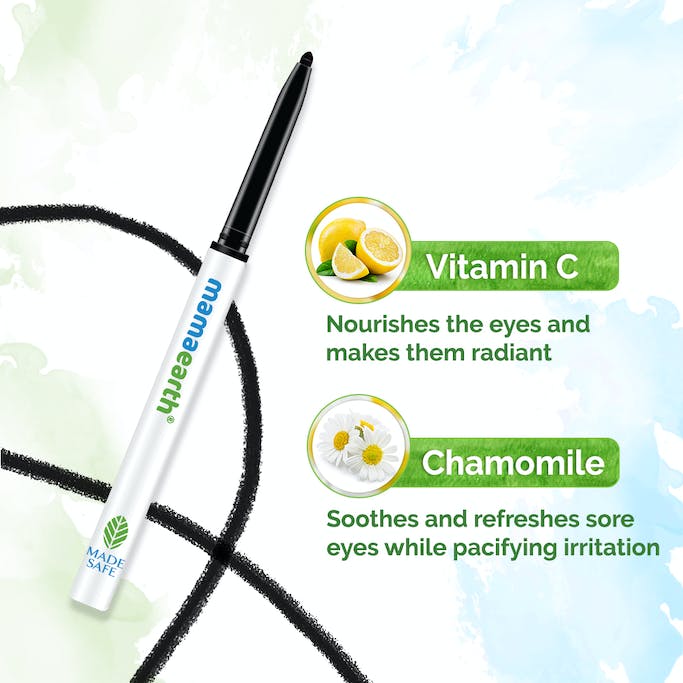 mamaearth®
MADE
SAFE
Vitamin C
Nourishes the eyes and
makes them radiant
Chamomile
Soothes and refreshes sore
eyes while pacifying irritation